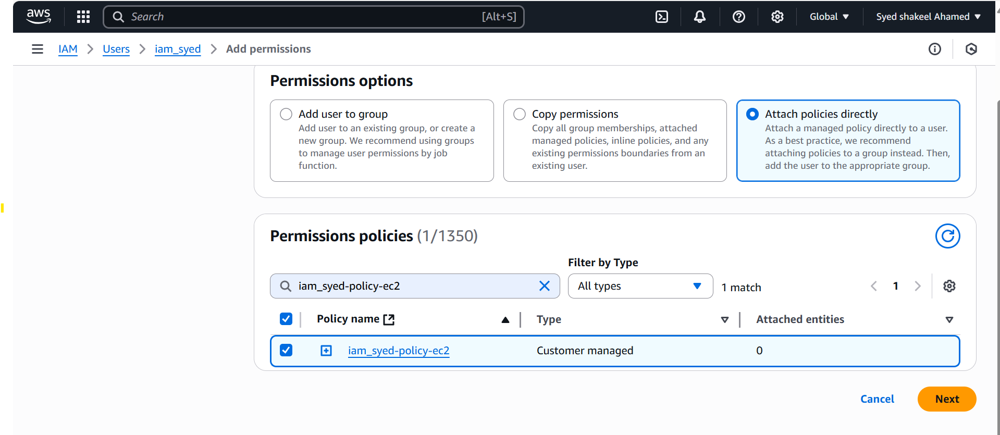 aws
Search
[Alt+S]
Global
Syed shakeel Ahamed
IAM
Users
iam_syed
Add permissions
Permissions options
Add user to group
Add user to an existing group, or create a
new group. We recommend using groups
to manage user permissions by job
function.
Copy permissions
Copy all group memberships, attached
managed policies, inline policies, and any
existing permissions boundaries from an
existing user.
Attach policies directly
Attach a managed policy directly to a user.
As a best practice, we recommend
attaching policies to a group instead. Then,
add the user to the appropriate group.
Permissions policies (1/1350)
Filter by Type
iam_syed-policy-ec2
All types
1 match
1
Policy name
Type
Attached entities
iam_syed-policy-ec2
Customer managed
0
Cancel
Next